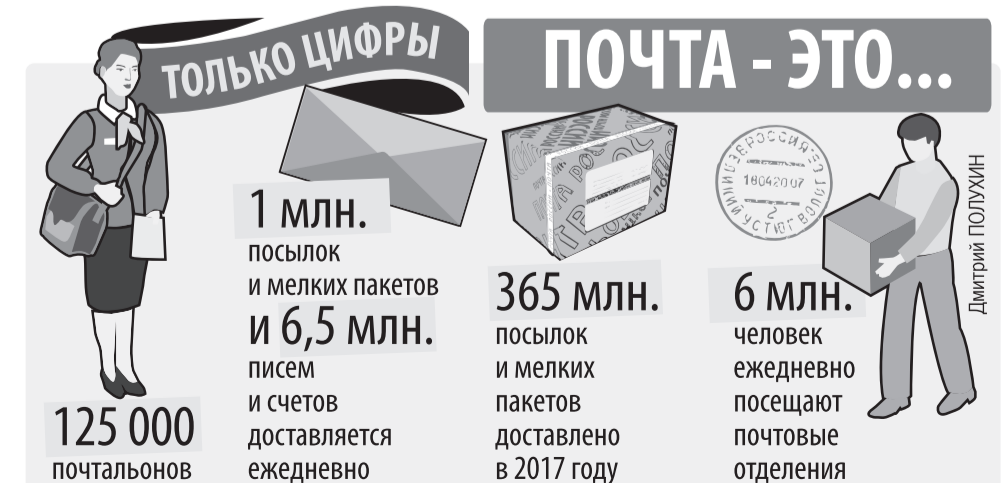 ТОЛЬКО ЦИФРЫ
ПОЧТА - ЭТО...
125 000
почтальонов
1 млн.
посылок
и мелких пакетов
и 6,5 млн.
писем
и счетов
доставляется
ежедневно
365 млн.
посылок
и мелких
пакетов
доставлено
в 2017 году
6 млн.
человек
ежедневно
посещают
почтовые
отделения
18042007
Дмитрий ПОЛУХИН